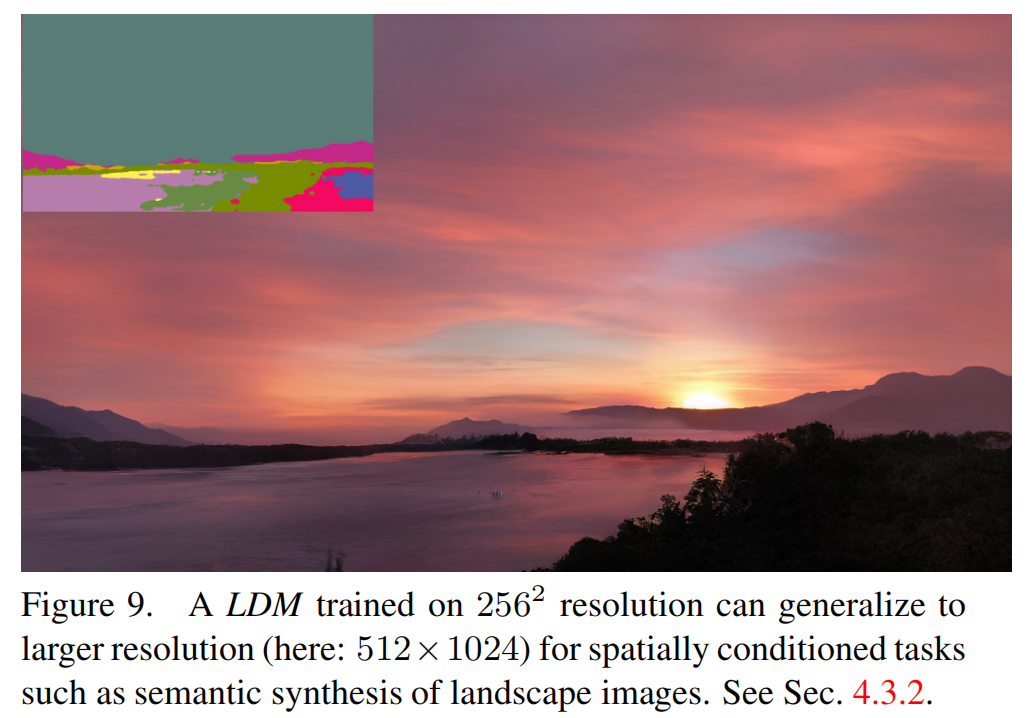 Figure 9. A LDM trained on 256² resolution can generalize to
larger resolution (here: 512×1024) for spatially conditioned tasks
such as semantic synthesis of landscape images. See Sec. 4.3.2.